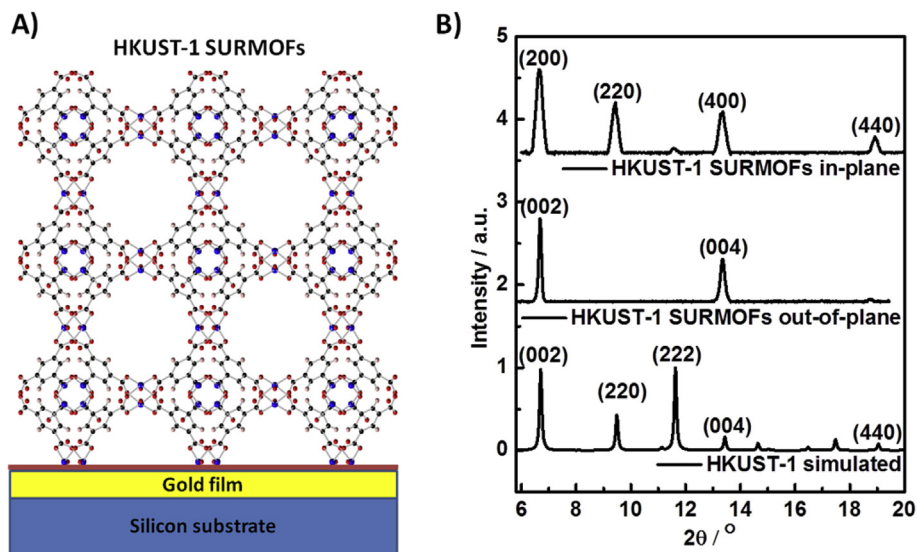 A)
HKUST-1 SURMOFs
Gold film
Silicon substrate
B)
Intensity / a.u.
5
4
3
2
1
0
(200)
(220)
(400)
(440)
HKUST-1 SURMOFs in-plane
(002)
(004)
HKUST-1 SURMOFs out-of-plane
(002)
(220)
(222)
(004)
(440)
HKUST-1 simulated
6 8 10 12 14 16 18 20
2θ / °